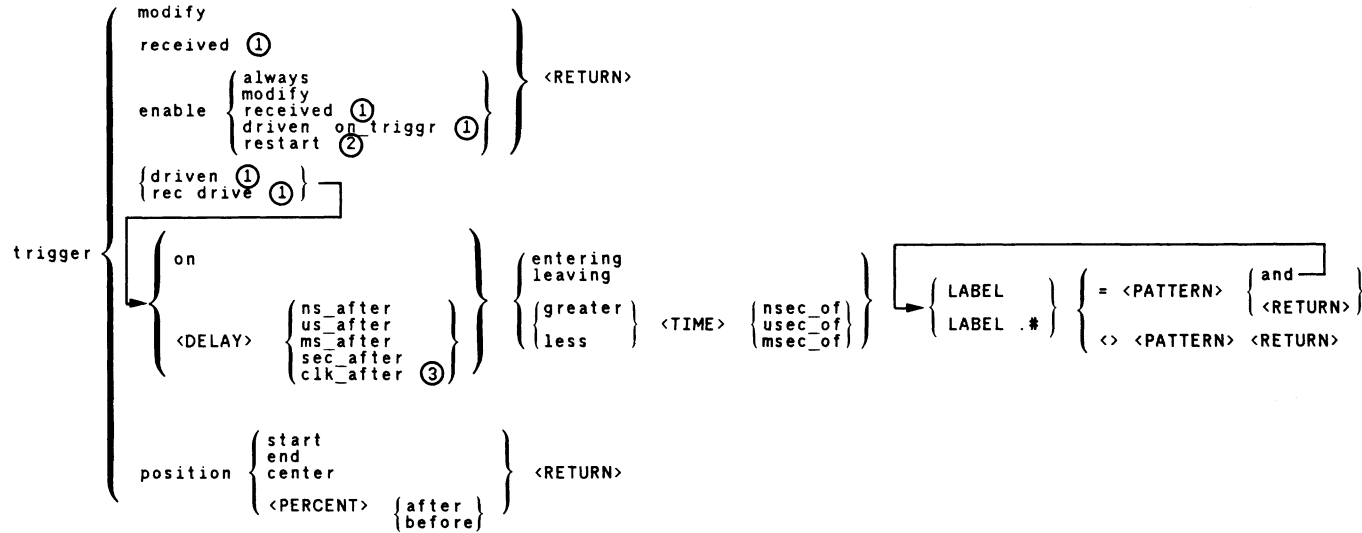 modify
received ①
<RETURN>
enable
always
modify
received ①
driven on_triggr ①
restart ②
driven ①
rec drive ①
trigger
on
<DELAY>
ns_after
us_after
ms_after
sec_after
clk_after ③
entering
leaving
greater
less
<TIME>
nsec_of
usec_of
msec_of
LABEL
LABEL .#
= <PATTERN>
and
<RETURN>
<> <PATTERN> <RETURN>
position
start
end
center
<PERCENT>
after
before
<RETURN>